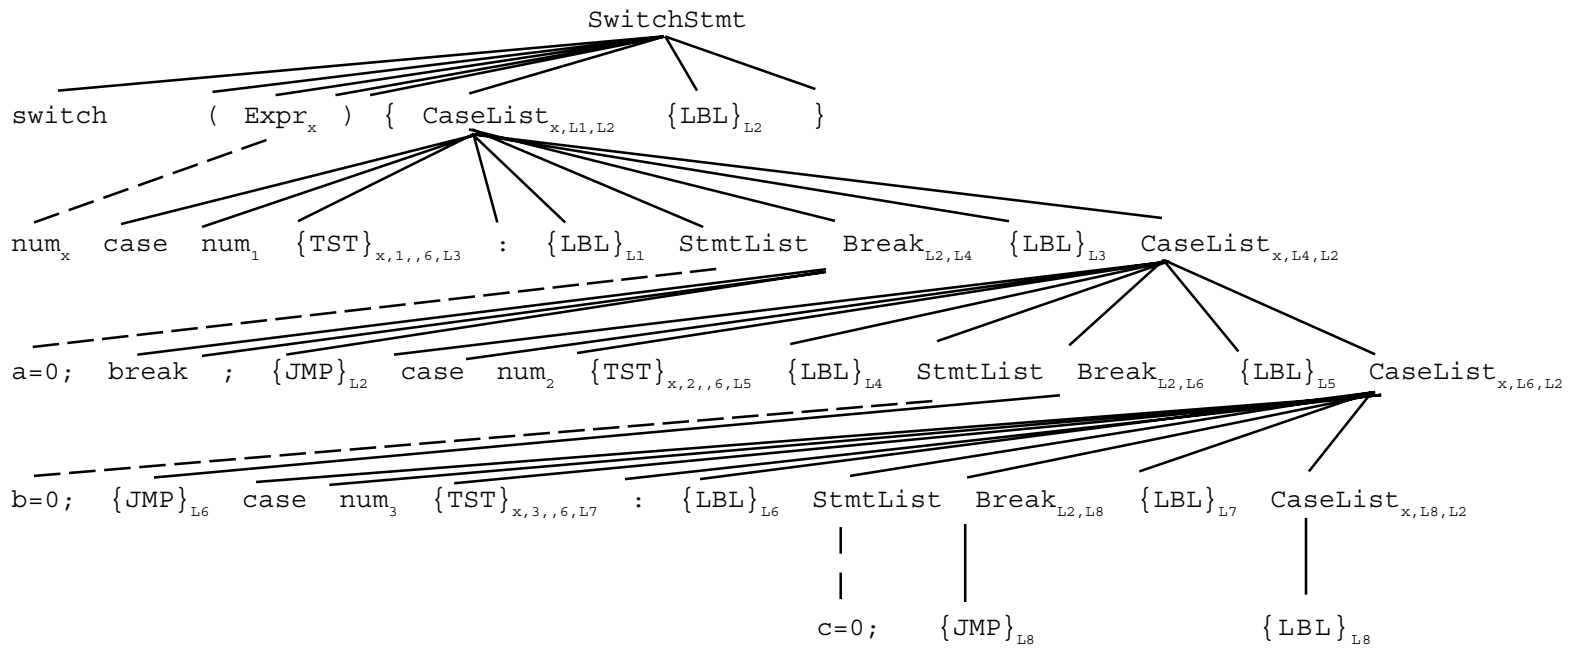 SwitchStmt
switch ( Expr_x ) { CaseList_x,L1,L2 {LBL}_L2 }
num_x case num_1 {TST}_x,1,,6,L3 : {LBL}_L1 StmtList Break_L2,L4 {LBL}_L3 CaseList_x,L4,L2
a=0; break ; {JMP}_L2 case num_2 {TST}_x,2,,6,L5 {LBL}_L4 StmtList Break_L2,L6 {LBL}_L5 CaseList_x,L6,L2
b=0; {JMP}_L6 case num_3 {TST}_x,3,,6,L7 : {LBL}_L6 StmtList Break_L2,L8 {LBL}_L7 CaseList_x,L8,L2
c=0; {JMP}_L8 {LBL}_L8